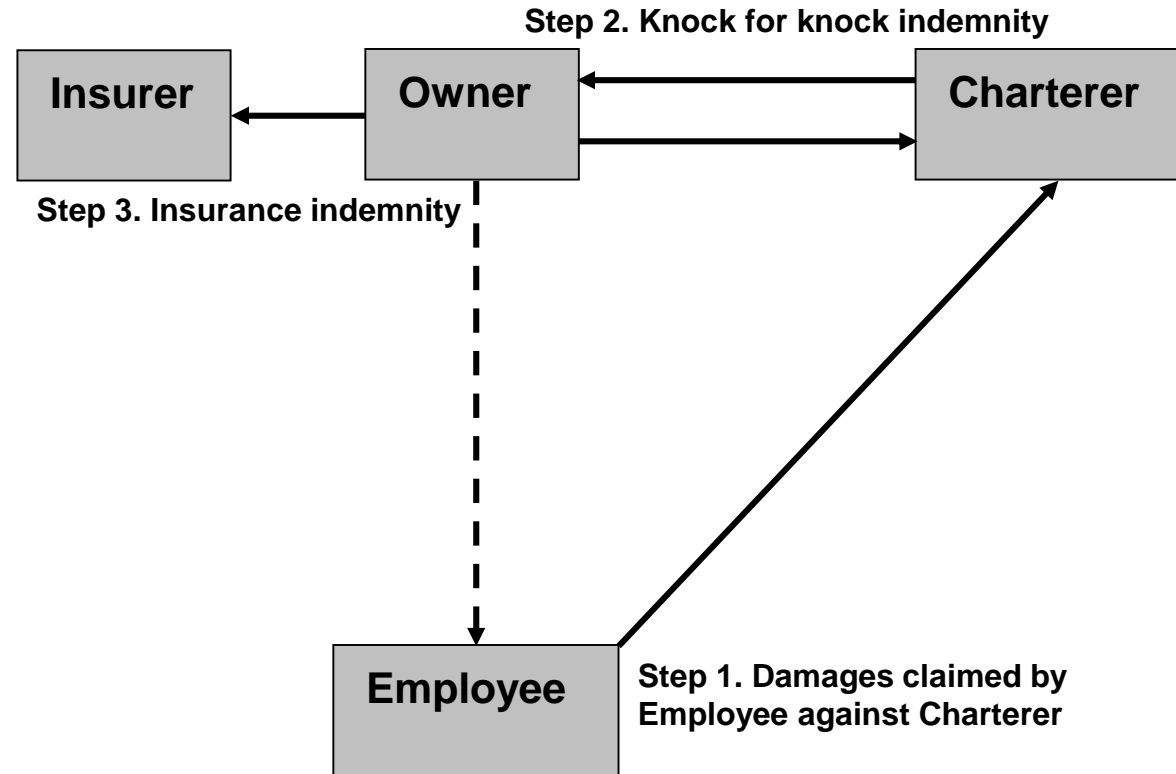 Step 2. Knock for knock indemnity
Insurer
Owner
Charterer
Step 3. Insurance indemnity
Employee
Step 1. Damages claimed by
Employee against Charterer